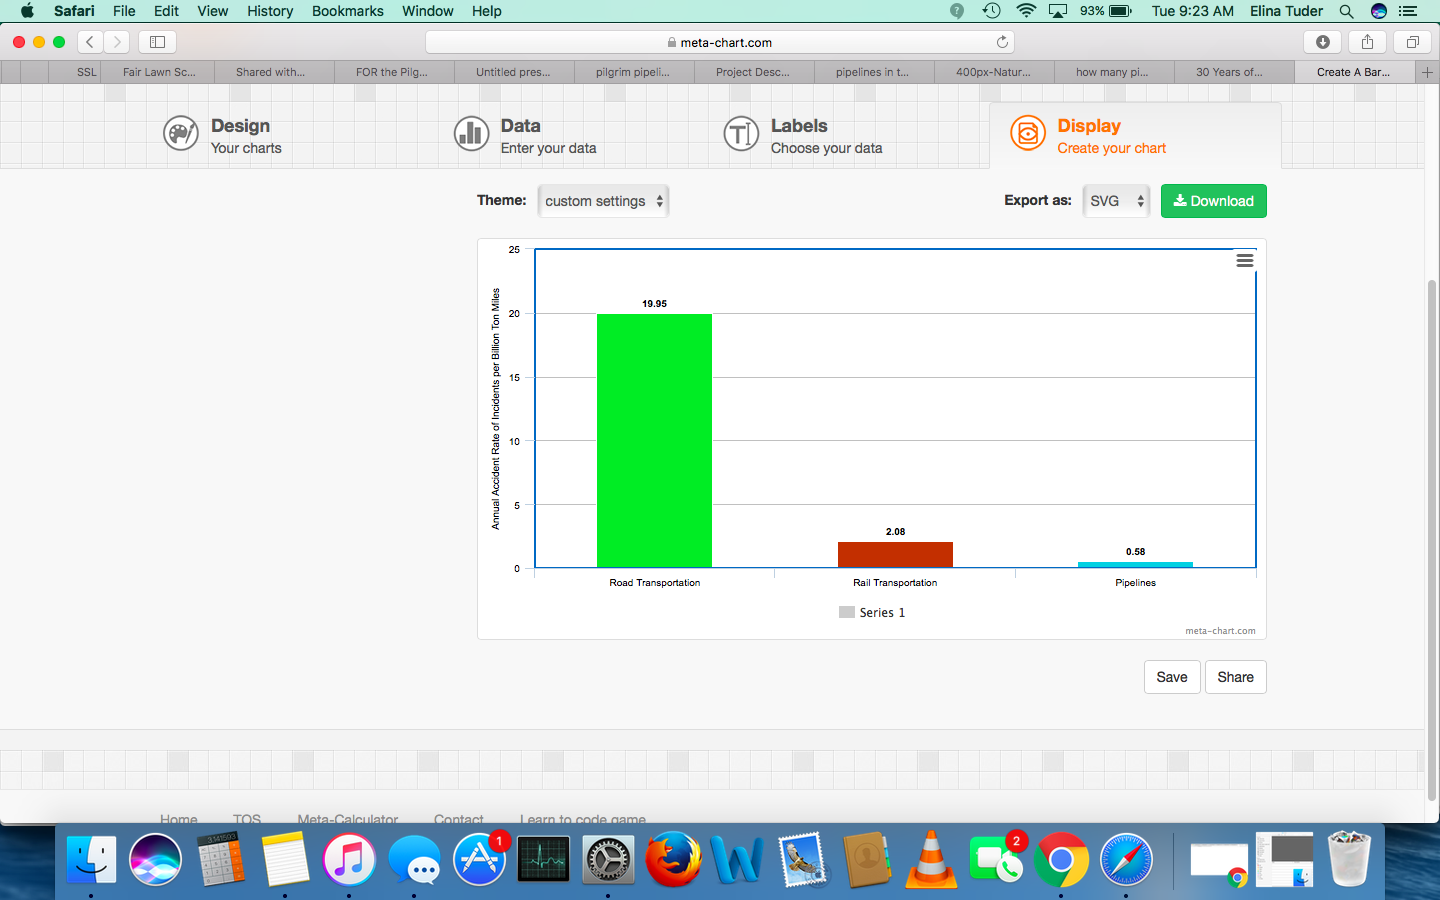 Safari File Edit View History Bookmarks Window Help 93% Tue 9:23 AM Elina Tuder
meta-chart.com
SSL Fair Lawn Sc... Shared with... FOR the Pilg... Untitled pres... pilgrim pipeli... Project Desc... pipelines in t... 400px-Natur... how many pi... 30 Years of... Create A Bar...
Design
Your charts
Data
Enter your data
Labels
Choose your data
Display
Create your chart
Theme: custom settings Export as: SVG Download
Annual Accident Rate of Incidents per Billion Ton Miles
25
20
15
10
5
0
19.95
2.08
0.58
Road Transportation Rail Transportation Pipelines
Series 1
meta-chart.com
Save Share
Home TOS Meta-Calculator Contact Learn to code game
3.141593
1
2